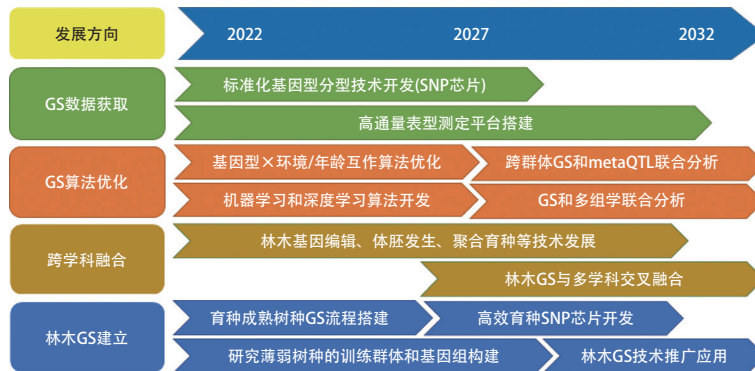 发展方向
2022
2027
2032
GS数据获取
标准化基因型分型技术开发(SNP芯片)
高通量表型测定平台搭建
GS算法优化
基因型×环境/年龄互作算法优化
跨群体GS和metaQTL联合分析
机器学习和深度学习算法开发
GS和多组学联合分析
跨学科融合
林木基因编辑、体胚发生、聚合育种等技术发展
林木GS与多学科交叉融合
林木GS建立
育种成熟树种GS流程搭建
高效育种SNP芯片开发
研究薄弱树种的训练群体和基因组构建
林木GS技术推广应用